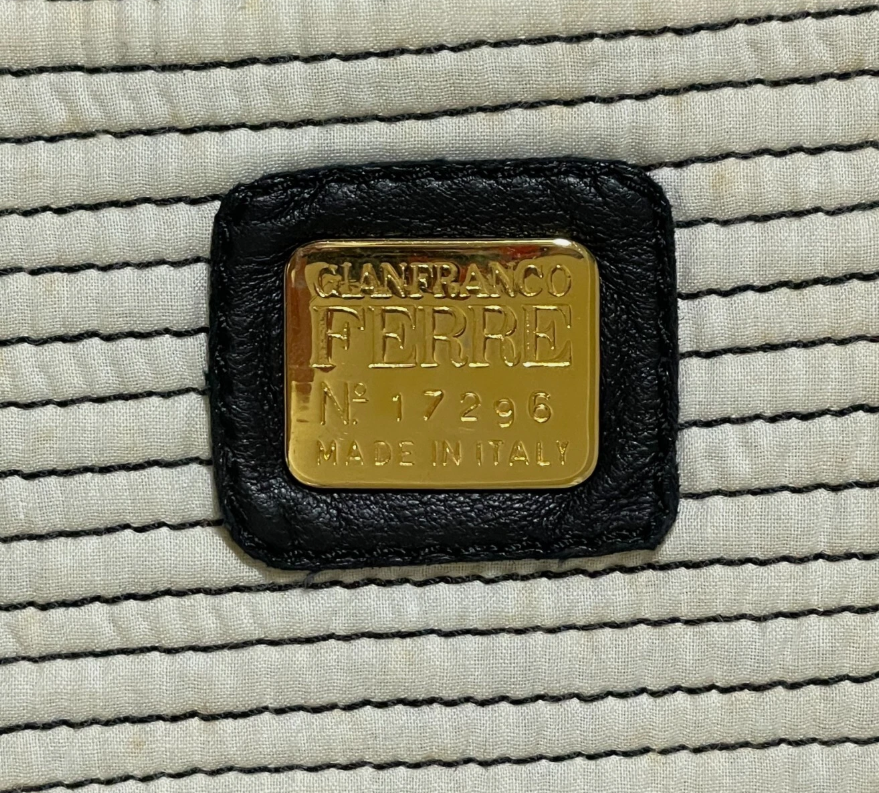 GIANFRANCO
FERRE
Nº 17296
MADE IN ITALY